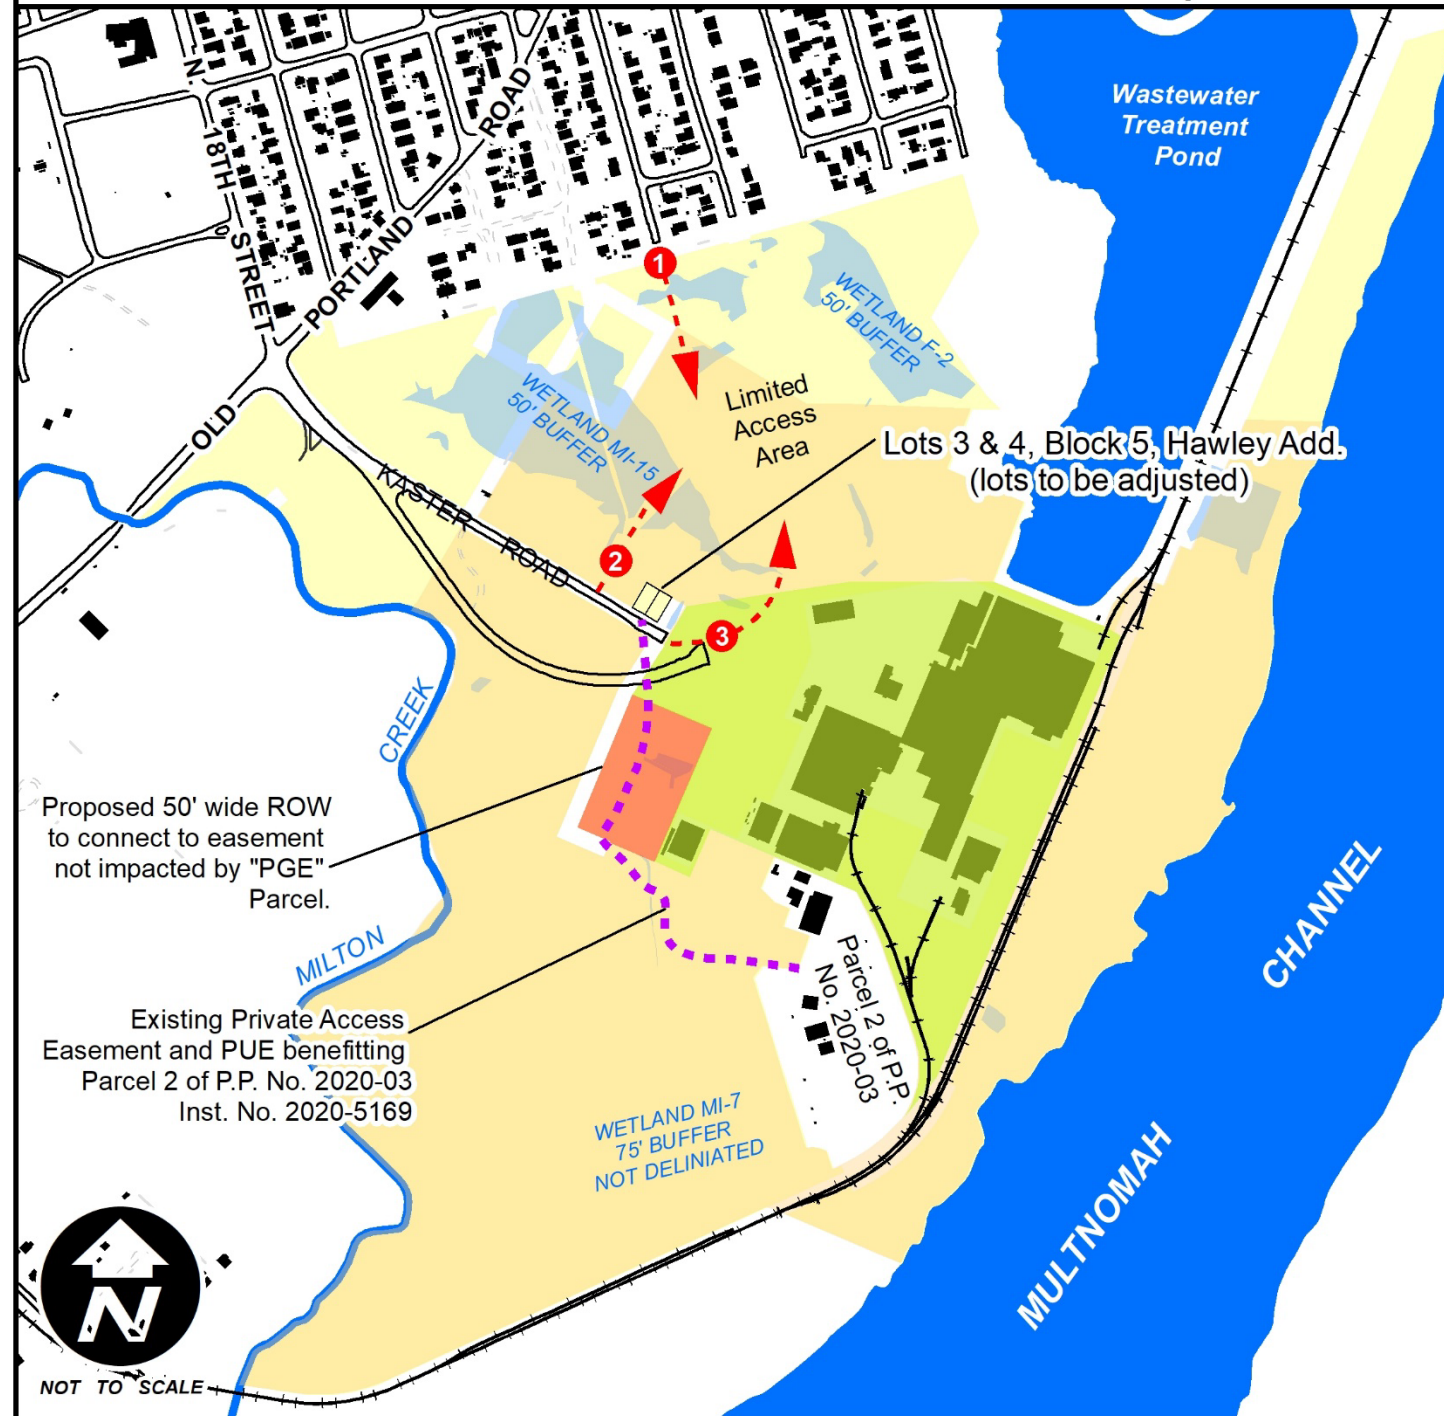 Wastewater
Treatment
Pond
N.
18TH
STREET
OLD
PORTLAND
ROAD
1
WETLAND F-2
50' BUFFER
WETLAND MI-15
50' BUFFER
Limited
Access
Area
Lots 3 & 4, Block 5, Hawley Add.
(lots to be adjusted)
KASTER
ROAD
2
3
CREEK
MILTON
Proposed 50' wide ROW
to connect to easement
not impacted by "PGE"
Parcel.
Existing Private Access
Easement and PUE benefitting
Parcel 2 of P.P. No. 2020-03
Inst. No. 2020-5169
Parcel 2 of P.P.
No. 2020-03
WETLAND MI-7
75' BUFFER
NOT DELINIATED
MULTNOMAH
CHANNEL
N
NOT TO SCALE